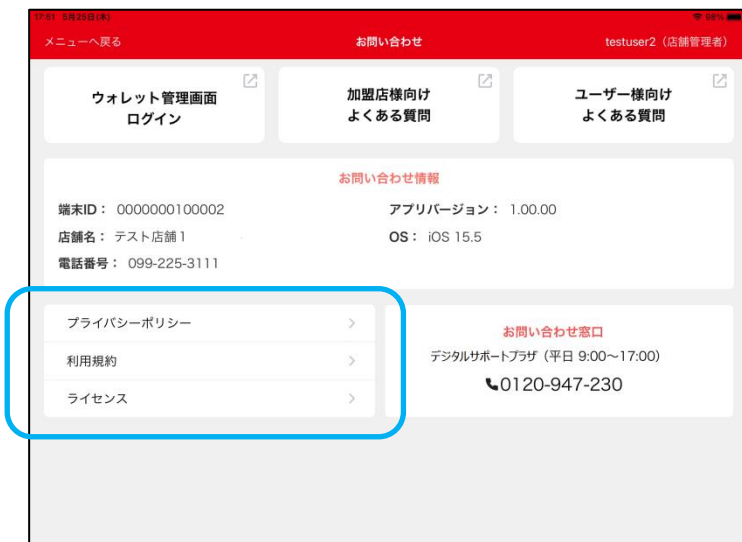 17:51 5月25日(木)
98%
メニューへ戻る
お問い合わせ
testuser2（店舗管理者）
ウォレット管理画面
ログイン
加盟店様向け
よくある質問
ユーザー様向け
よくある質問
お問い合わせ情報
端末ID： 0000000100002
アプリバージョン： 1.00.00
店舗名： テスト店舗1
OS： iOS 15.5
電話番号： 099-225-3111
プライバシーポリシー
利用規約
ライセンス
お問い合わせ窓口
デジタルサポートプラザ（平日 9:00～17:00）
0120-947-230